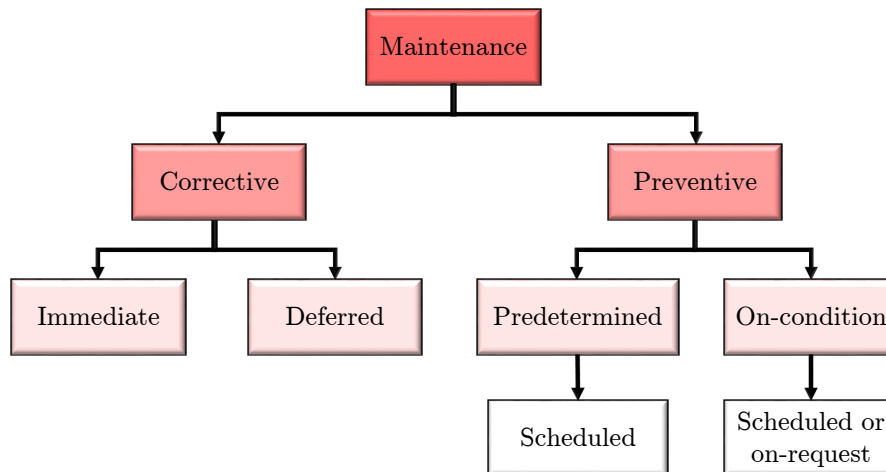 Maintenance
Corrective
Preventive
Immediate
Deferred
Predetermined
On-condition
Scheduled
Scheduled or
on-request